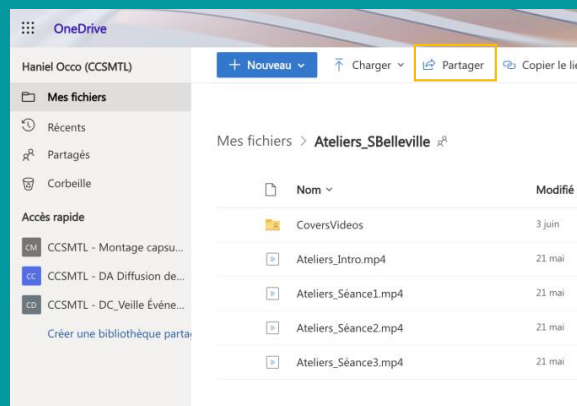 OneDrive
Haniel Occo (CCSMTL)
+ Nouveau
Charger
Partager
Copier le lie
Mes fichiers
Récents
Partagés
Corbeille
Accès rapide
CM CCSMTL - Montage capsu...
CC CCSMTL - DA Diffusion de...
CD CCSMTL - DC_Veille Événe...
Créer une bibliothèque parta
Mes fichiers > Ateliers_SBelleville
Nom Modifié
CoversVideos 3 juin
Ateliers_Intro.mp4 21 mai
Ateliers_Séance1.mp4 21 mai
Ateliers_Séance2.mp4 21 mai
Ateliers_Séance3.mp4 21 mai